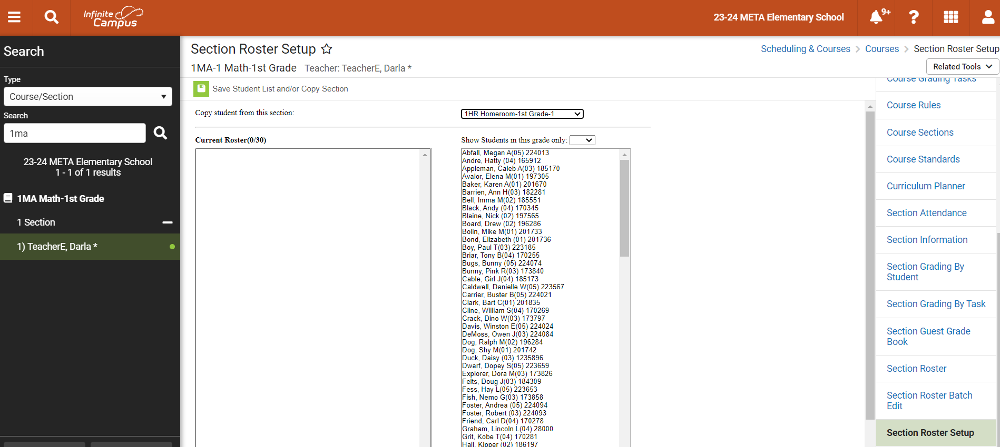 Infinite Campus
23-24 META Elementary School
9+
?
Search
Type
Course/Section
Search
1ma
23-24 META Elementary School
1 - 1 of 1 results
1MA Math-1st Grade
1 Section
1) TeacherE, Darla *
Section Roster Setup
Scheduling & Courses > Courses > Section Roster Setup
1MA-1 Math-1st Grade Teacher: TeacherE, Darla *
Related Tools
Save Student List and/or Copy Section
Copy student from this section:
1HR Homeroom-1st Grade-1
Current Roster(0/30)
Show Students in this grade only:
Abfall, Megan A(05) 224013
Andre, Hatty (04) 165912
Appleman, Caleb A(03) 185170
Avalor, Elena M(01) 197305
Baker, Karen A(01) 201670
Barrien, Ann H(03) 182281
Bell, Imma M(02) 185551
Black, Andy (04) 170345
Blaine, Nick (02) 197565
Board, Drew (02) 196286
Bolin, Mike M(01) 201733
Bond, Elizabeth (01) 201736
Boy, Paul T(03) 223185
Briar, Tony B(04) 170255
Bugs, Bunny (05) 224074
Bunny, Pink R(03) 173840
Cable, Girl J(04) 185173
Caldwell, Danielle W(05) 223567
Carrier, Buster B(05) 224021
Clark, Bart C(01) 201835
Cline, William S(04) 170269
Crack, Dino W(03) 173797
Davis, Winston E(05) 224024
DeMoss, Owen J(03) 224084
Dog, Ralph M(02) 196284
Dog, Shy M(01) 201742
Duck, Daisy (03) 1235896
Dwarf, Dopey S(05) 223659
Explorer, Dora M(03) 173826
Felts, Doug J(03) 184309
Fess, Hay L(05) 223653
Fish, Nemo G(03) 173858
Foster, Andrea (05) 224094
Foster, Robert (03) 224093
Friend, Carl D(04) 170278
Graham, Lincoln L(04) 28000
Grit, Kobe T(04) 170281
Hall, Kipper (02) 186197
Course Grading Tasks
Course Rules
Course Sections
Course Standards
Curriculum Planner
Section Attendance
Section Information
Section Grading By
Student
Section Grading By Task
Section Guest Grade
Book
Section Roster
Section Roster Batch
Edit
Section Roster Setup